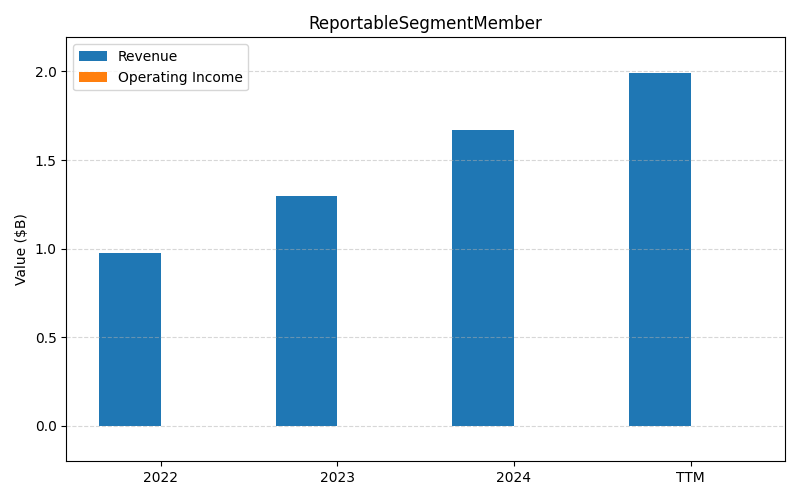 ReportableSegmentMember
Revenue
Operating Income
Value ($B)
2.0
1.5
1.0
0.5
0.0
2022
2023
2024
TTM